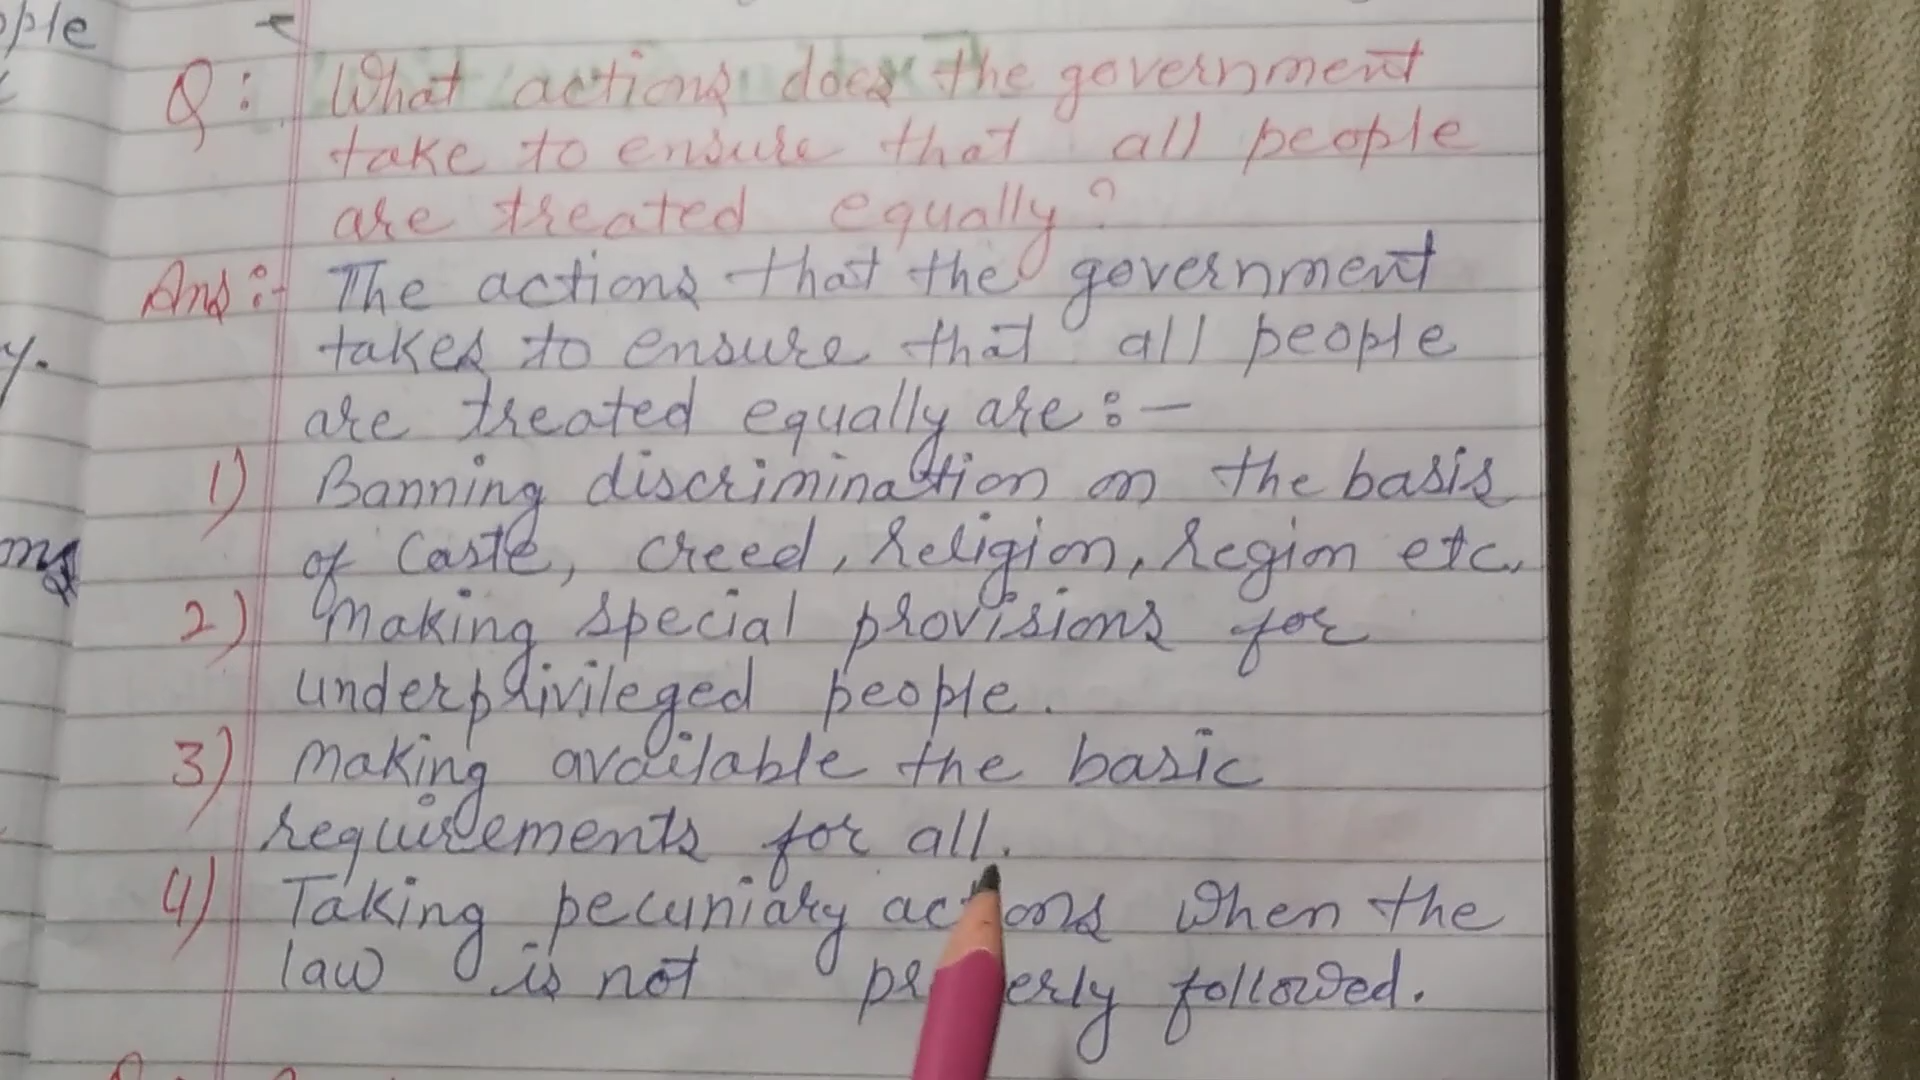 ople
Q: What actions does the government
take to ensure that all people
are treated equally?
Ans:- The actions that the government
takes to ensure that all people
are treated equally are:—
1) Banning discrimination on the basis
of Caste, creed, religion, region etc.
2) Making special provisions for
underprivileged people.
3) Making available the basic
requirements for all.
4) Taking pecuniary actions when the
law is not properly followed.